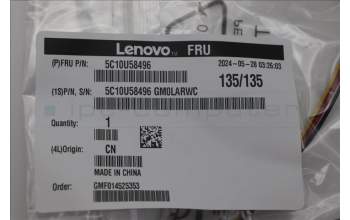 Lenovo™ FRU
(P)FRU P/N: 5C10U58496 2024-05-28 03:35:03
135/135
(1S)P/N, S/N: 5C10U58496 GM0LARWC
Quantity: 1
(4L)Origin: CN
MADE IN CHINA
Order: GMF014525353